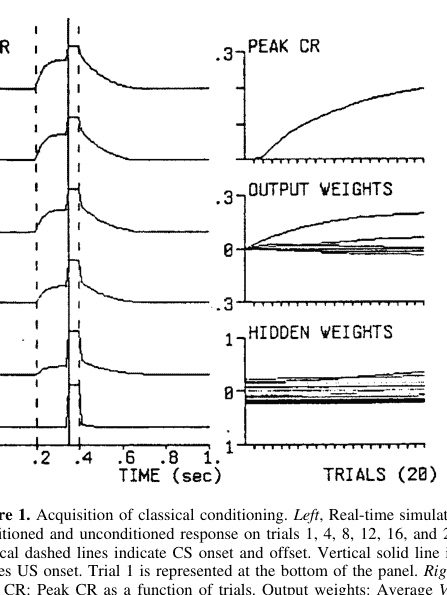 R
.3 PEAK CR
.3 OUTPUT WEIGHTS
0
.3
1 HIDDEN WEIGHTS
0
1
.2 .4 .6 .8 1.
TIME (sec) TRIALS (20)
re 1. Acquisition of classical conditioning. Left, Real-time simulat
ditioned and unconditioned response on trials 1, 4, 8, 12, 16, and 2
ical dashed lines indicate CS onset and offset. Vertical solid line i
es US onset. Trial 1 is represented at the bottom of the panel. Rig
CR: Peak CR as a function of trials. Output weights: Average V